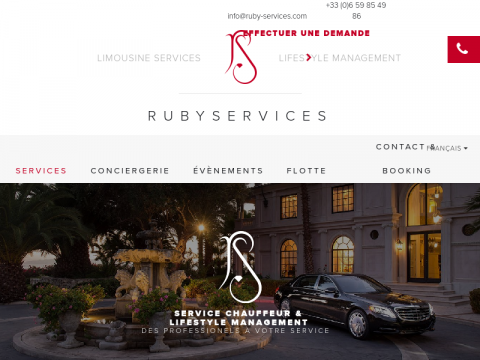 +33 (0)6 59 85 49
info@ruby-services.com 86
EFFECTUER UNE DEMANDE
LIMOUSINE SERVICES LIFESTYLE MANAGEMENT
RUBYSERVICES
CONTACT & FRANÇAIS
SERVICES CONCIERGERIE ÉVÈNEMENTS FLOTTE BOOKING
SERVICE CHAUFFEUR &
LIFESTYLE MANAGEMENT
DES PROFESSIONELS À VOTRE SERVICE